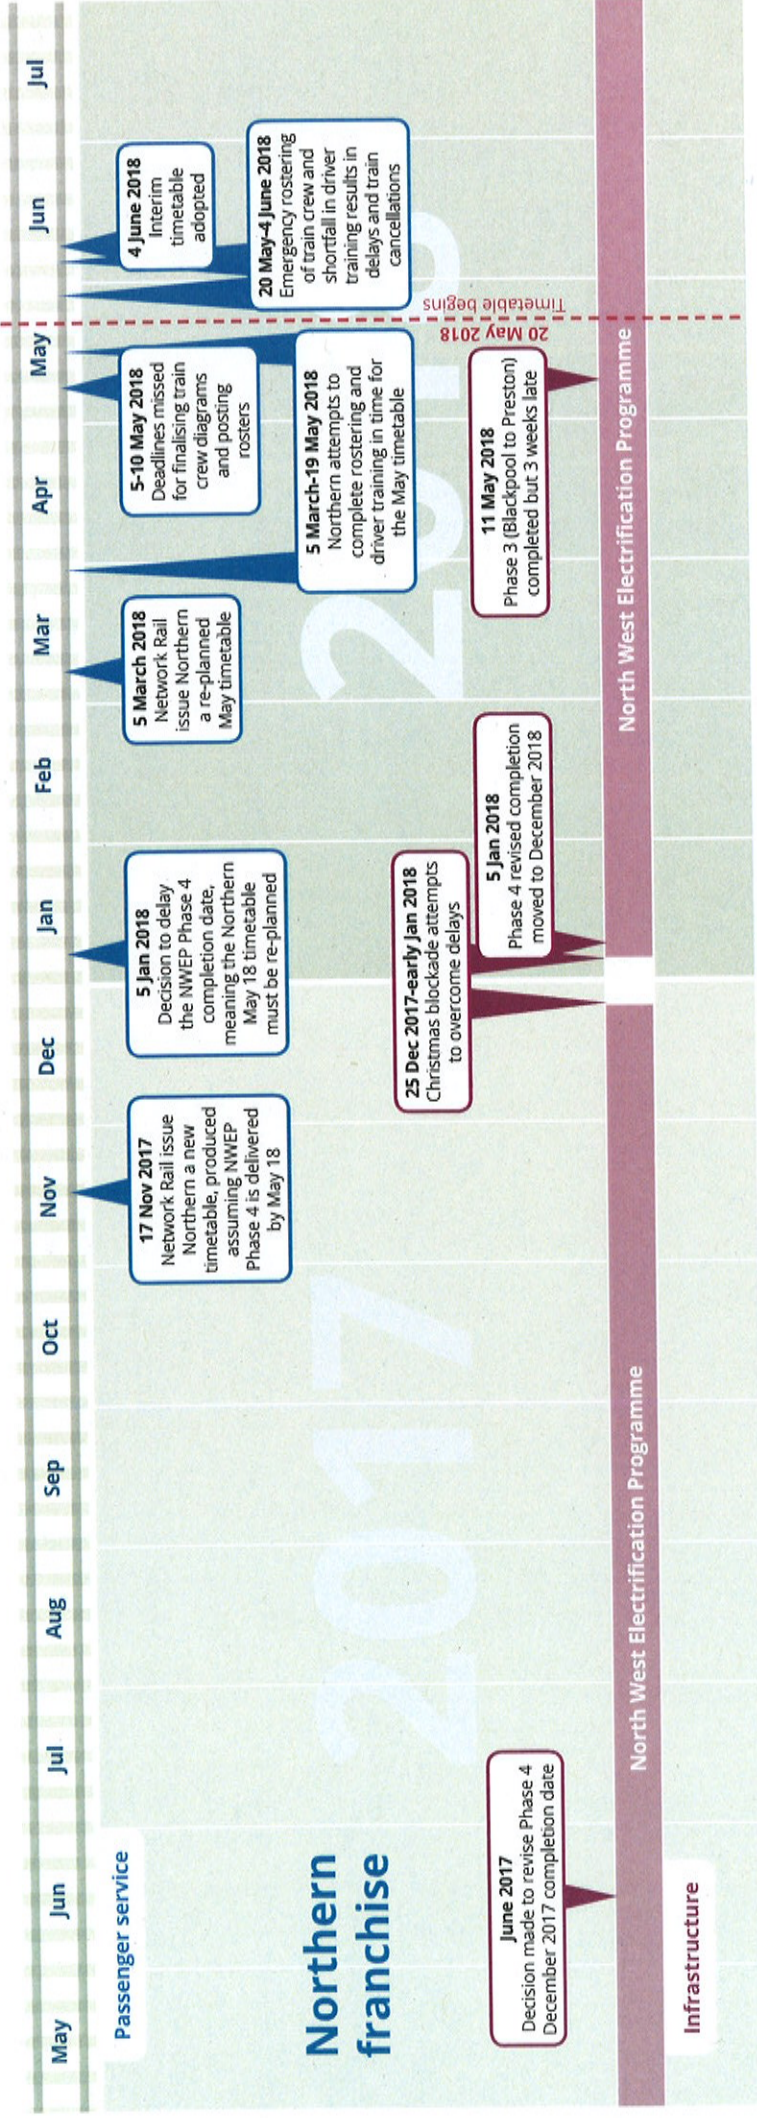 May
Jun
Jul
Aug
Sep
Oct
Nov
Dec
Jan
Feb
Mar
Apr
May
Jun
Jul
Passenger service
Northern
franchise
2017
2018
17 Nov 2017
Network Rail issue
Northern a new
timetable, produced
assuming NWEP
Phase 4 is delivered
by May 18
5 Jan 2018
Decision to delay
the NWEP Phase 4
completion date,
meaning the Northern
May 18 timetable
must be re-planned
5 March 2018
Network Rail
issue Northern
a re-planned
May timetable
5-10 May 2018
Deadlines missed
for finalising train
crew diagrams
and posting
rosters
4 June 2018
Interim
timetable
adopted
5 March-19 May 2018
Northern attempts to
complete rostering and
driver training in time for
the May timetable
20 May-4 June 2018
Emergency rostering
of train crew and
shortfall in driver
training results in
delays and train
cancellations
20 May 2018
Timetable begins
June 2017
Decision made to revise Phase 4
December 2017 completion date
25 Dec 2017-early Jan 2018
Christmas blockade attempts
to overcome delays
5 Jan 2018
Phase 4 revised completion
moved to December 2018
11 May 2018
Phase 3 (Blackpool to Preston)
completed but 3 weeks late
North West Electrification Programme
North West Electrification Programme
Infrastructure